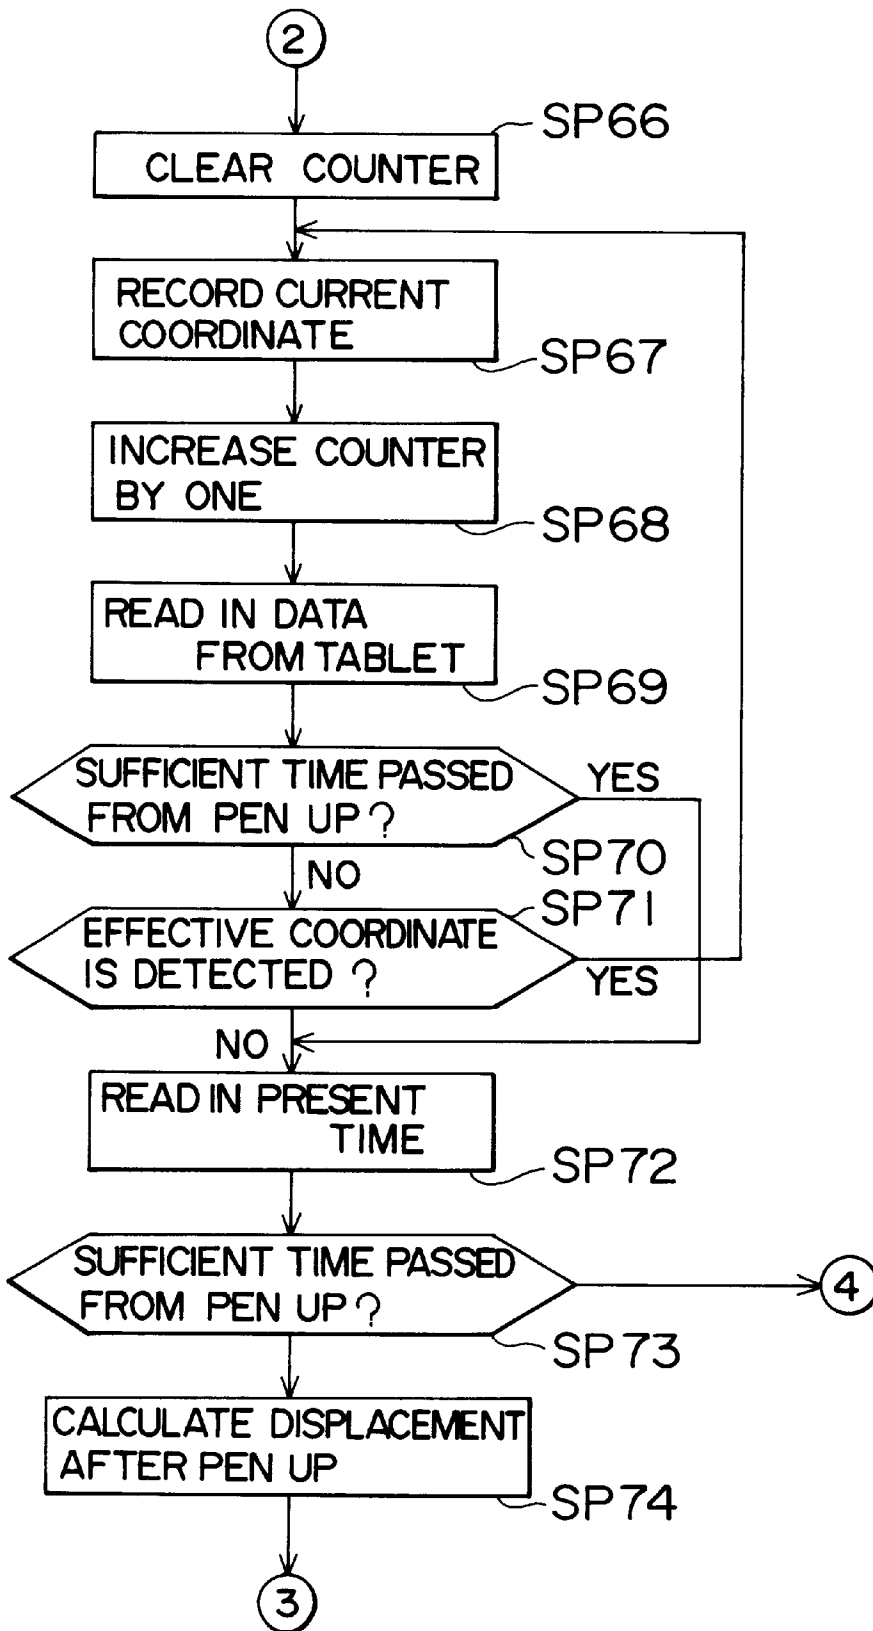 2
SP66
CLEAR COUNTER
RECORD CURRENT
COORDINATE
SP67
INCREASE COUNTER
BY ONE
SP68
READ IN DATA
FROM TABLET
SP69
SUFFICIENT TIME PASSED
FROM PEN UP?
YES
SP70
NO
SP71
EFFECTIVE COORDINATE
IS DETECTED?
YES
NO
READ IN PRESENT
TIME
SP72
SUFFICIENT TIME PASSED
FROM PEN UP?
4
SP73
CALCULATE DISPLACEMENT
AFTER PEN UP
SP74
3